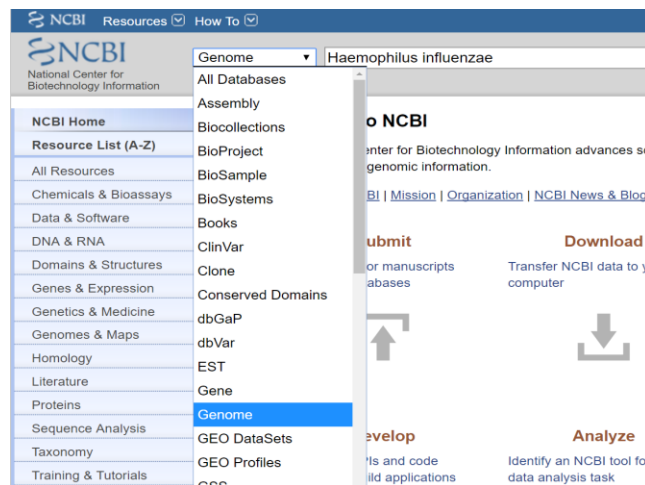 NCBI Resources How To
NCBI
National Center for
Biotechnology Information
Genome
Haemophilus influenzae
NCBI Home
Resource List (A-Z)
All Resources
Chemicals & Bioassays
Data & Software
DNA & RNA
Domains & Structures
Genes & Expression
Genetics & Medicine
Genomes & Maps
Homology
Literature
Proteins
Sequence Analysis
Taxonomy
Training & Tutorials
All Databases
Assembly
Biocollections
BioProject
BioSample
BioSystems
Books
ClinVar
Clone
Conserved Domains
dbGaP
dbVar
EST
Gene
Genome
GEO DataSets
GEO Profiles
o NCBI
enter for Biotechnology Information advances s
genomic information.
BI | Mission | Organization | NCBI News & Blog
ubmit
or manuscripts
abases
Download
Transfer NCBI data to y
computer
evelop
PIs and code
ild applications
Analyze
Identify an NCBI tool fo
data analysis task